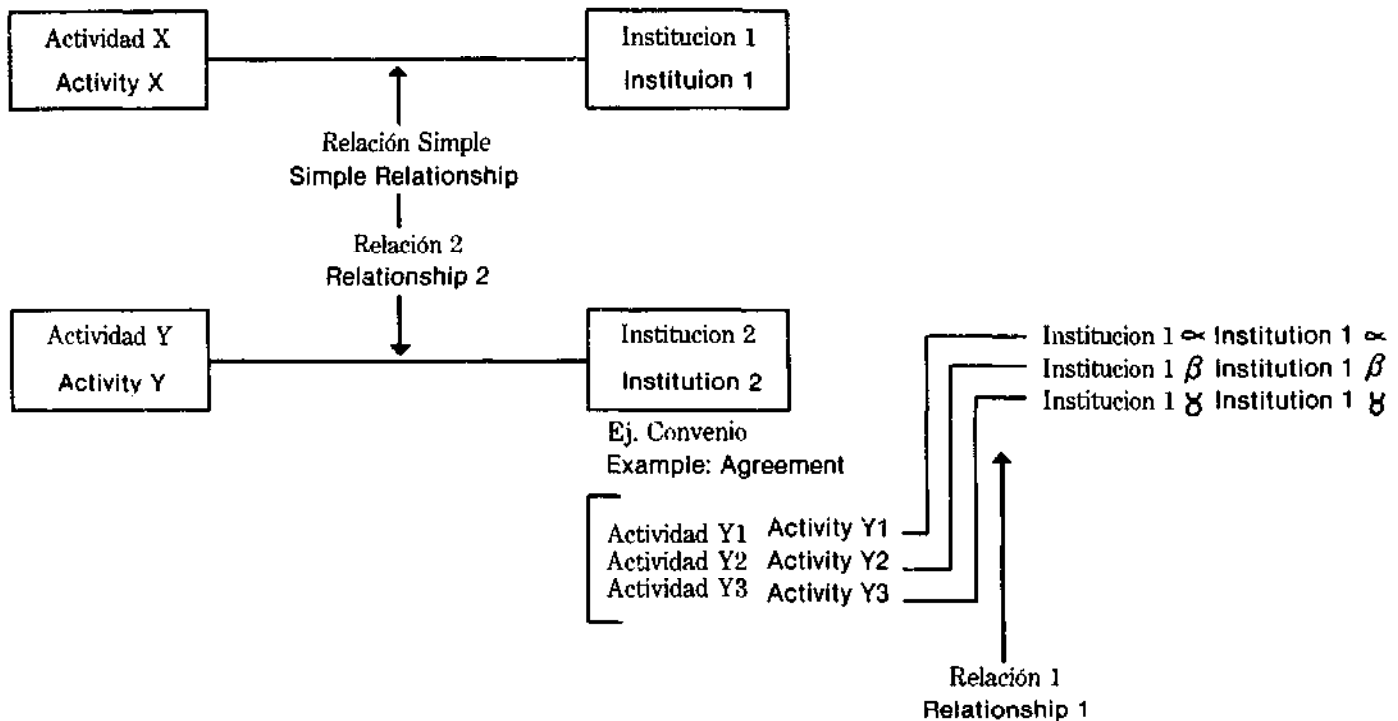 Actividad X
Activity X
Institucion 1
Instituion 1
Relación Simple
Simple Relationship
Relación 2
Relationship 2
Actividad Y
Activity Y
Institucion 2
Institution 2
Institucion 1 ∝ Institution 1 ∝
Institucion 1 β Institution 1 β
Institucion 1 ɣ Institution 1 ɣ
Ej. Convenio
Example: Agreement
Actividad Y1 Activity Y1
Actividad Y2 Activity Y2
Actividad Y3 Activity Y3
Relación 1
Relationship 1